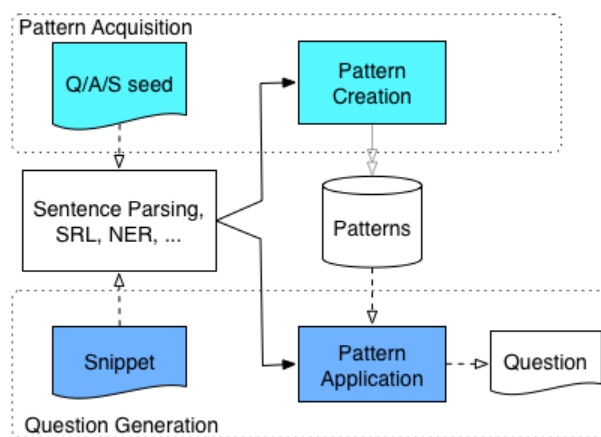 Pattern Acquisition
Q/A/S seed
Pattern
Creation
Sentence Parsing,
SRL, NER, ...
Patterns
Snippet
Pattern
Application
Question
Question Generation